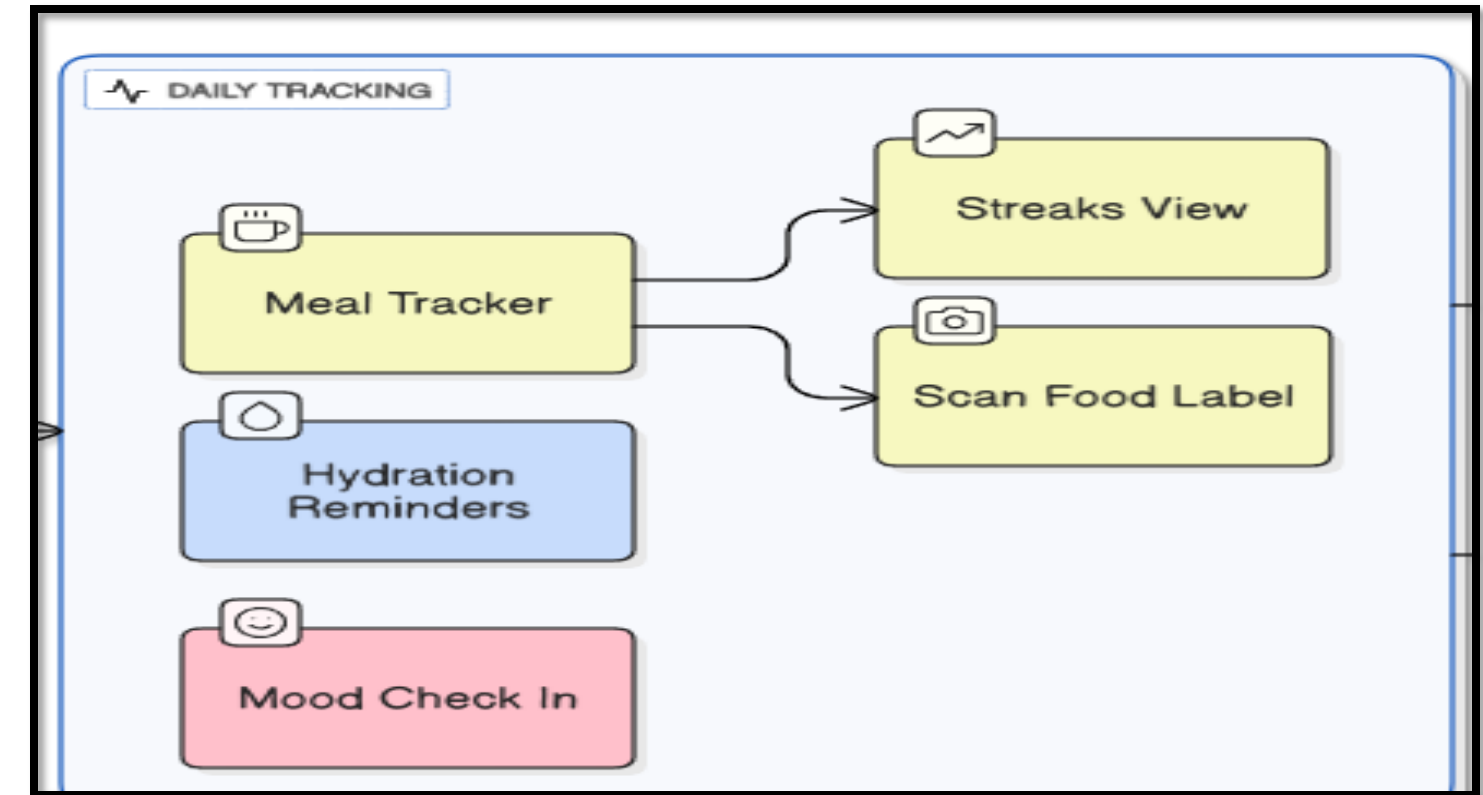 DAILY TRACKING
Streaks View
Meal Tracker
Scan Food Label
Hydration
Reminders
Mood Check In